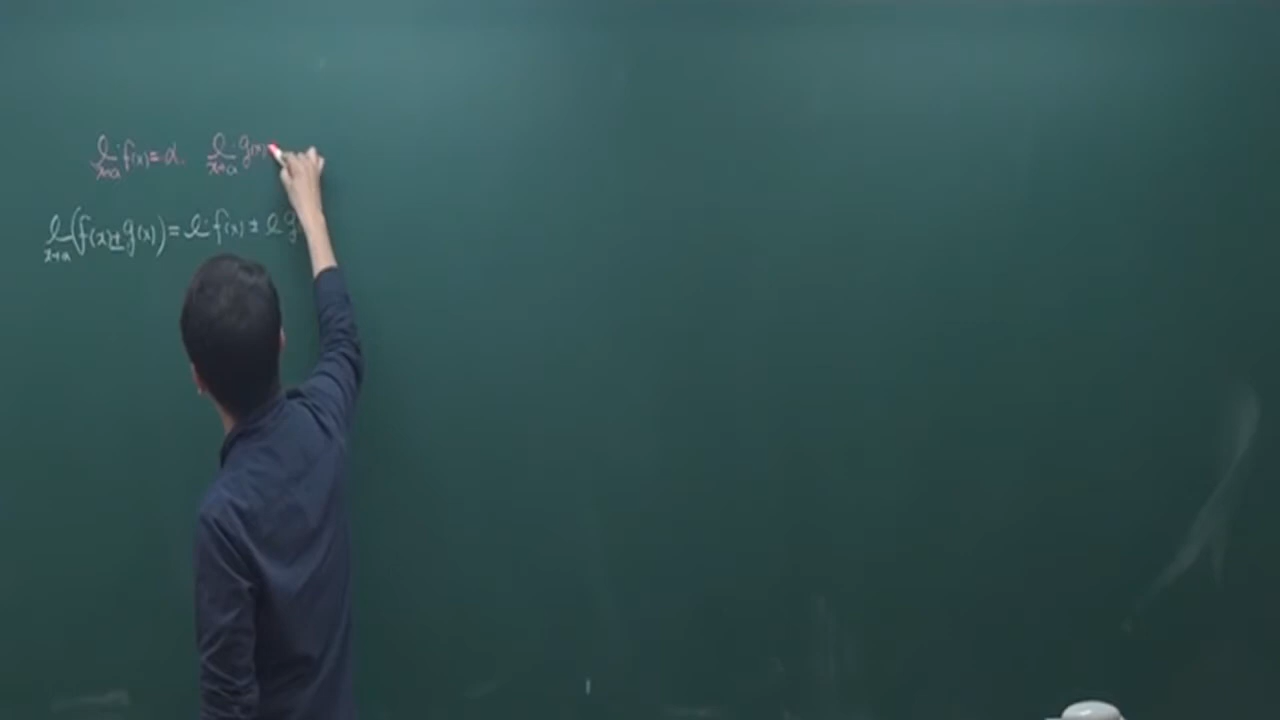 lim x→a f(x) = α, lim x→a g(x)
lim x→a (f(x) ± g(x)) = lim f(x) ± lim g